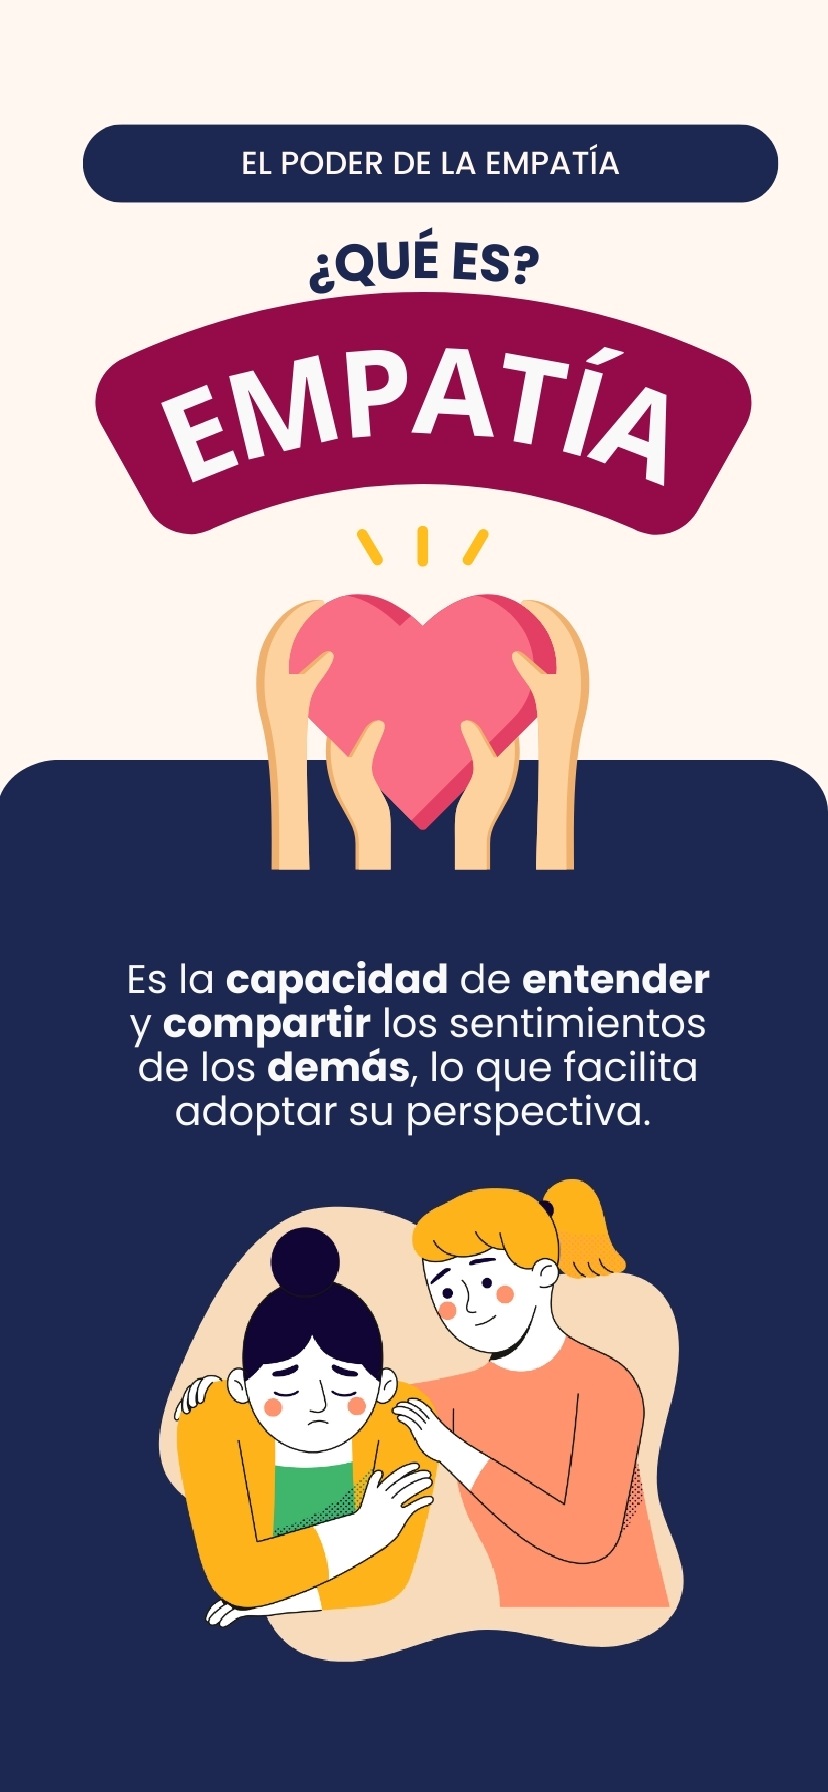 EL PODER DE LA EMPATÍA
¿QUÉ ES?
EMPATÍA
Es la capacidad de entender
y compartir los sentimientos
de los demás, lo que facilita
adoptar su perspectiva.